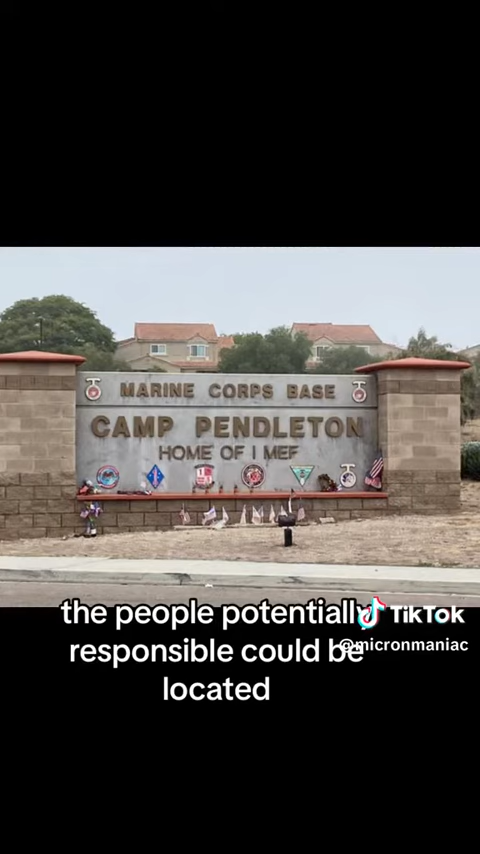 MARINE CORPS BASE
CAMP PENDLETON
HOME OF I MEF
the people potentially
responsible could be
located
TikTok
@micronmaniac